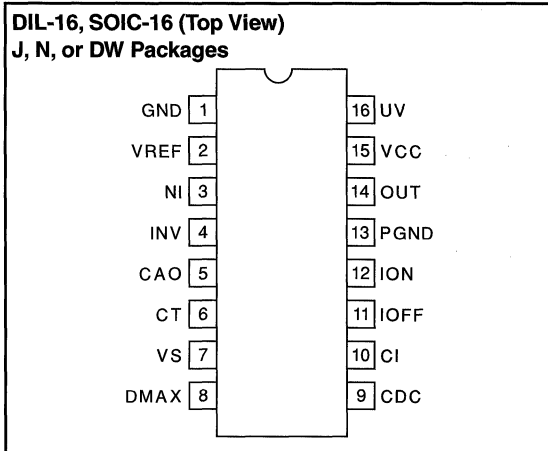 DIL-16, SOIC-16 (Top View)
J, N, or DW Packages
GND 1 16 UV
VREF 2 15 VCC
NI 3 14 OUT
INV 4 13 PGND
CAO 5 12 ION
CT 6 11 IOFF
VS 7 10 CI
DMAX 8 9 CDC